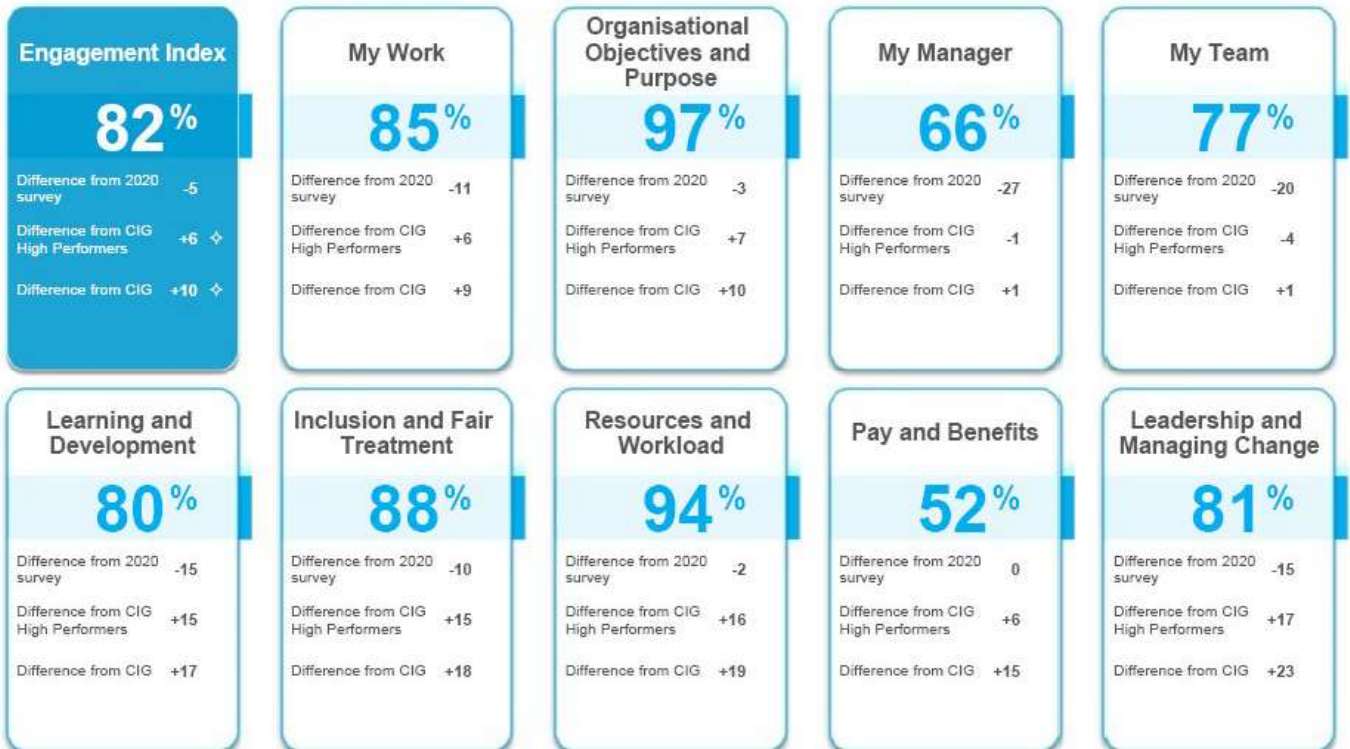 Engagement Index
82%
Difference from 2020
survey
-5
Difference from CIG
High Performers
+6 ✧
Difference from CIG +10 ✧
My Work
85%
Difference from 2020
survey
-11
Difference from CIG
High Performers
+6
Difference from CIG +9
Organisational
Objectives and
Purpose
97%
Difference from 2020
survey
-3
Difference from CIG
High Performers
+7
Difference from CIG +10
My Manager
66%
Difference from 2020
survey
-27
Difference from CIG
High Performers
-1
Difference from CIG +1
My Team
77%
Difference from 2020
survey
-20
Difference from CIG
High Performers
-4
Difference from CIG +1
Learning and
Development
80%
Difference from 2020
survey
-15
Difference from CIG
High Performers
+15
Difference from CIG +17
Inclusion and Fair
Treatment
88%
Difference from 2020
survey
-10
Difference from CIG
High Performers
+15
Difference from CIG +18
Resources and
Workload
94%
Difference from 2020
survey
-2
Difference from CIG
High Performers
+16
Difference from CIG +19
Pay and Benefits
52%
Difference from 2020
survey
0
Difference from CIG
High Performers
+6
Difference from CIG +15
Leadership and
Managing Change
81%
Difference from 2020
survey
-15
Difference from CIG
High Performers
+17
Difference from CIG +23